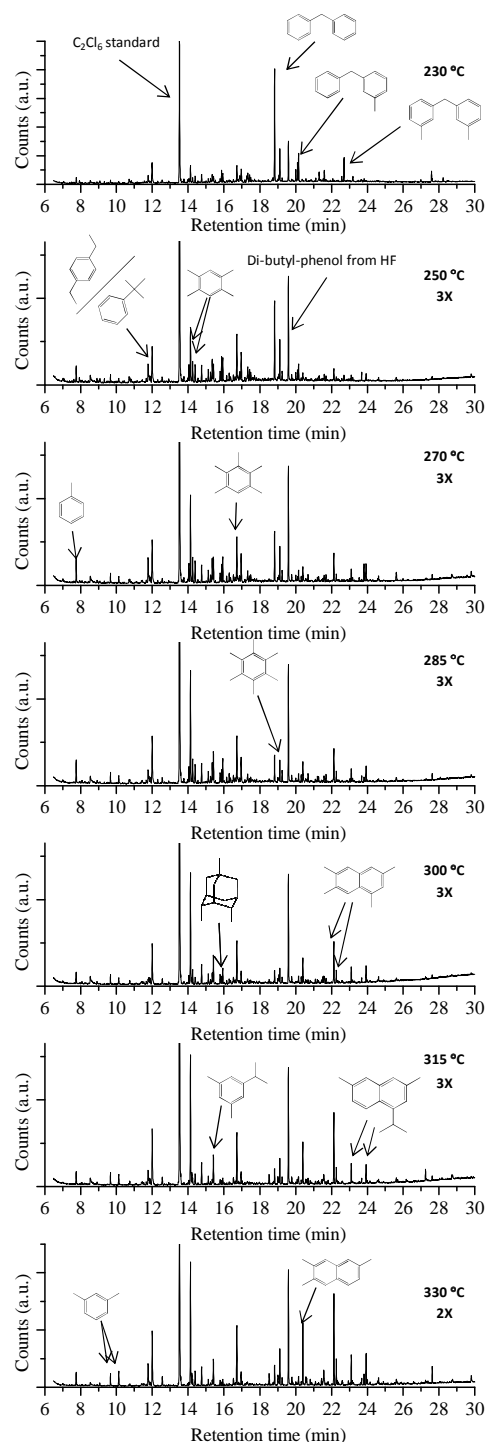 C2Cl6 standard
230 ºC
Counts (a.u.)
6 8 10 12 14 16 18 20 22 24 26 28 30
Retention time (min)
Di-butyl-phenol from HF
250°C
3X
Counts (a.u.)
6 8 10 12 14 16 18 20 22 24 26 28 30
Retention time (min)
270 ºC
3X
Counts (a.u.)
6 8 10 12 14 16 18 20 22 24 26 28 30
Retention time (min)
285 ºC
3X
Counts (a.u.)
6 8 10 12 14 16 18 20 22 24 26 28 30
Retention time (min)
300 ºC
3X
Counts (a.u.)
6 8 10 12 14 16 18 20 22 24 26 28 30
Retention time (min)
315 ºC
3X
Counts (a.u.)
6 8 10 12 14 16 18 20 22 24 26 28 30
Retention time (min)
330 ºC
2X
Counts (a.u.)
6 8 10 12 14 16 18 20 22 24 26 28 30
Retention time (min)